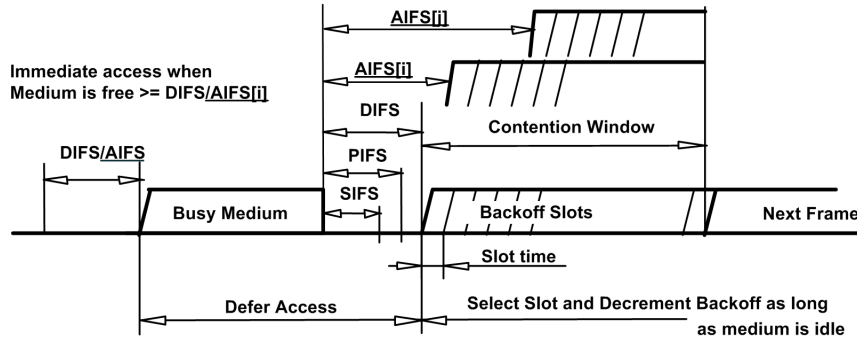 AIFS[j]
Immediate access when
AIFS[i]
Medium is free >= DIFS/AIFS[i]
DIFS
Contention Window
DIFS/AIFS
PIFS
SIFS
Busy Medium
Backoff Slots
Next Frame
Slot time
Defer Access
Select Slot and Decrement Backoff as long
as medium is idle